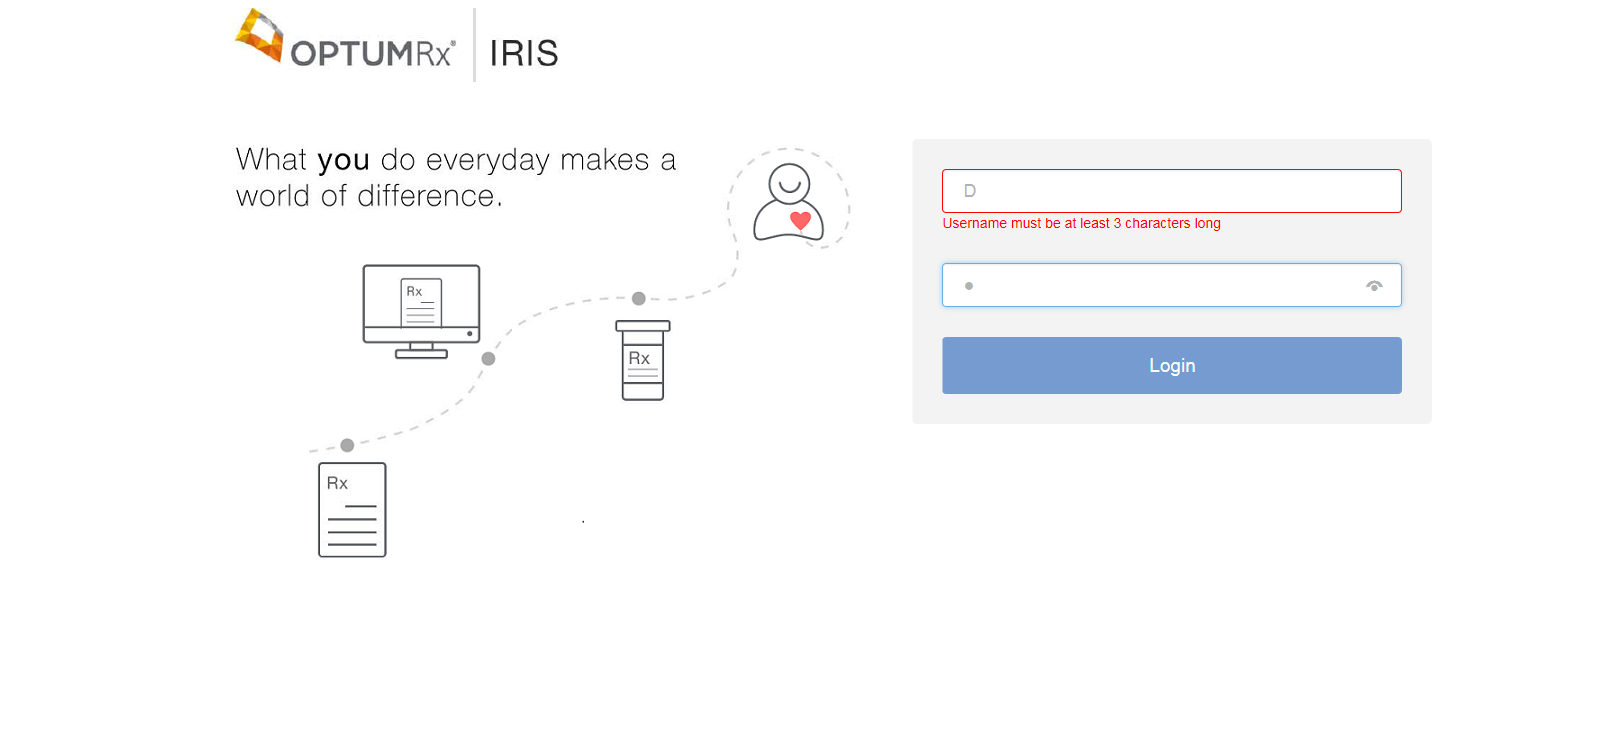 OPTUMRx® IRIS
What you do everyday makes a
world of difference.
D
Username must be at least 3 characters long
Rx
Rx
Login
Rx